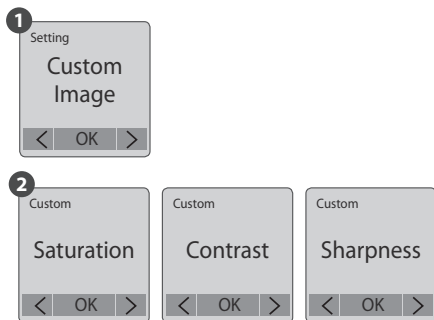 1
Setting
Custom
Image
< OK >
2
Custom
Saturation
< OK >
Custom
Contrast
< OK >
Custom
Sharpness
< OK >